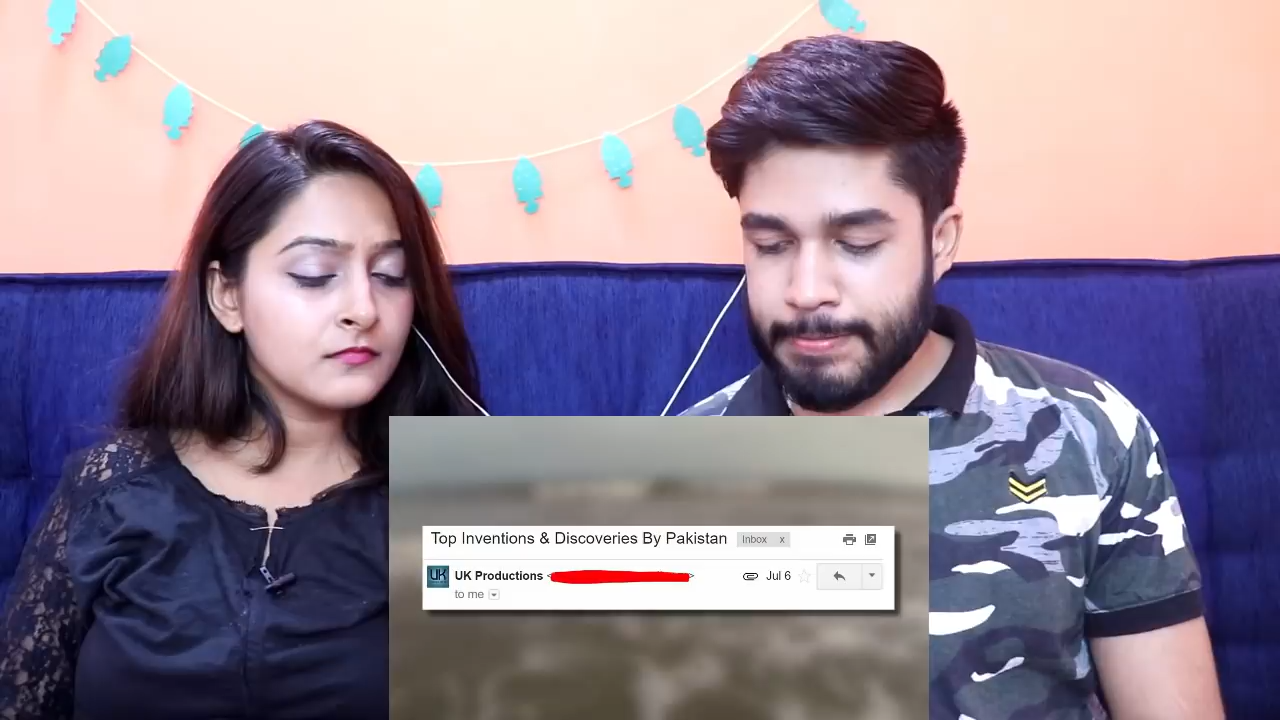 Top Inventions & Discoveries By Pakistan Inbox x
UK UK Productions < > Jul 6
to me